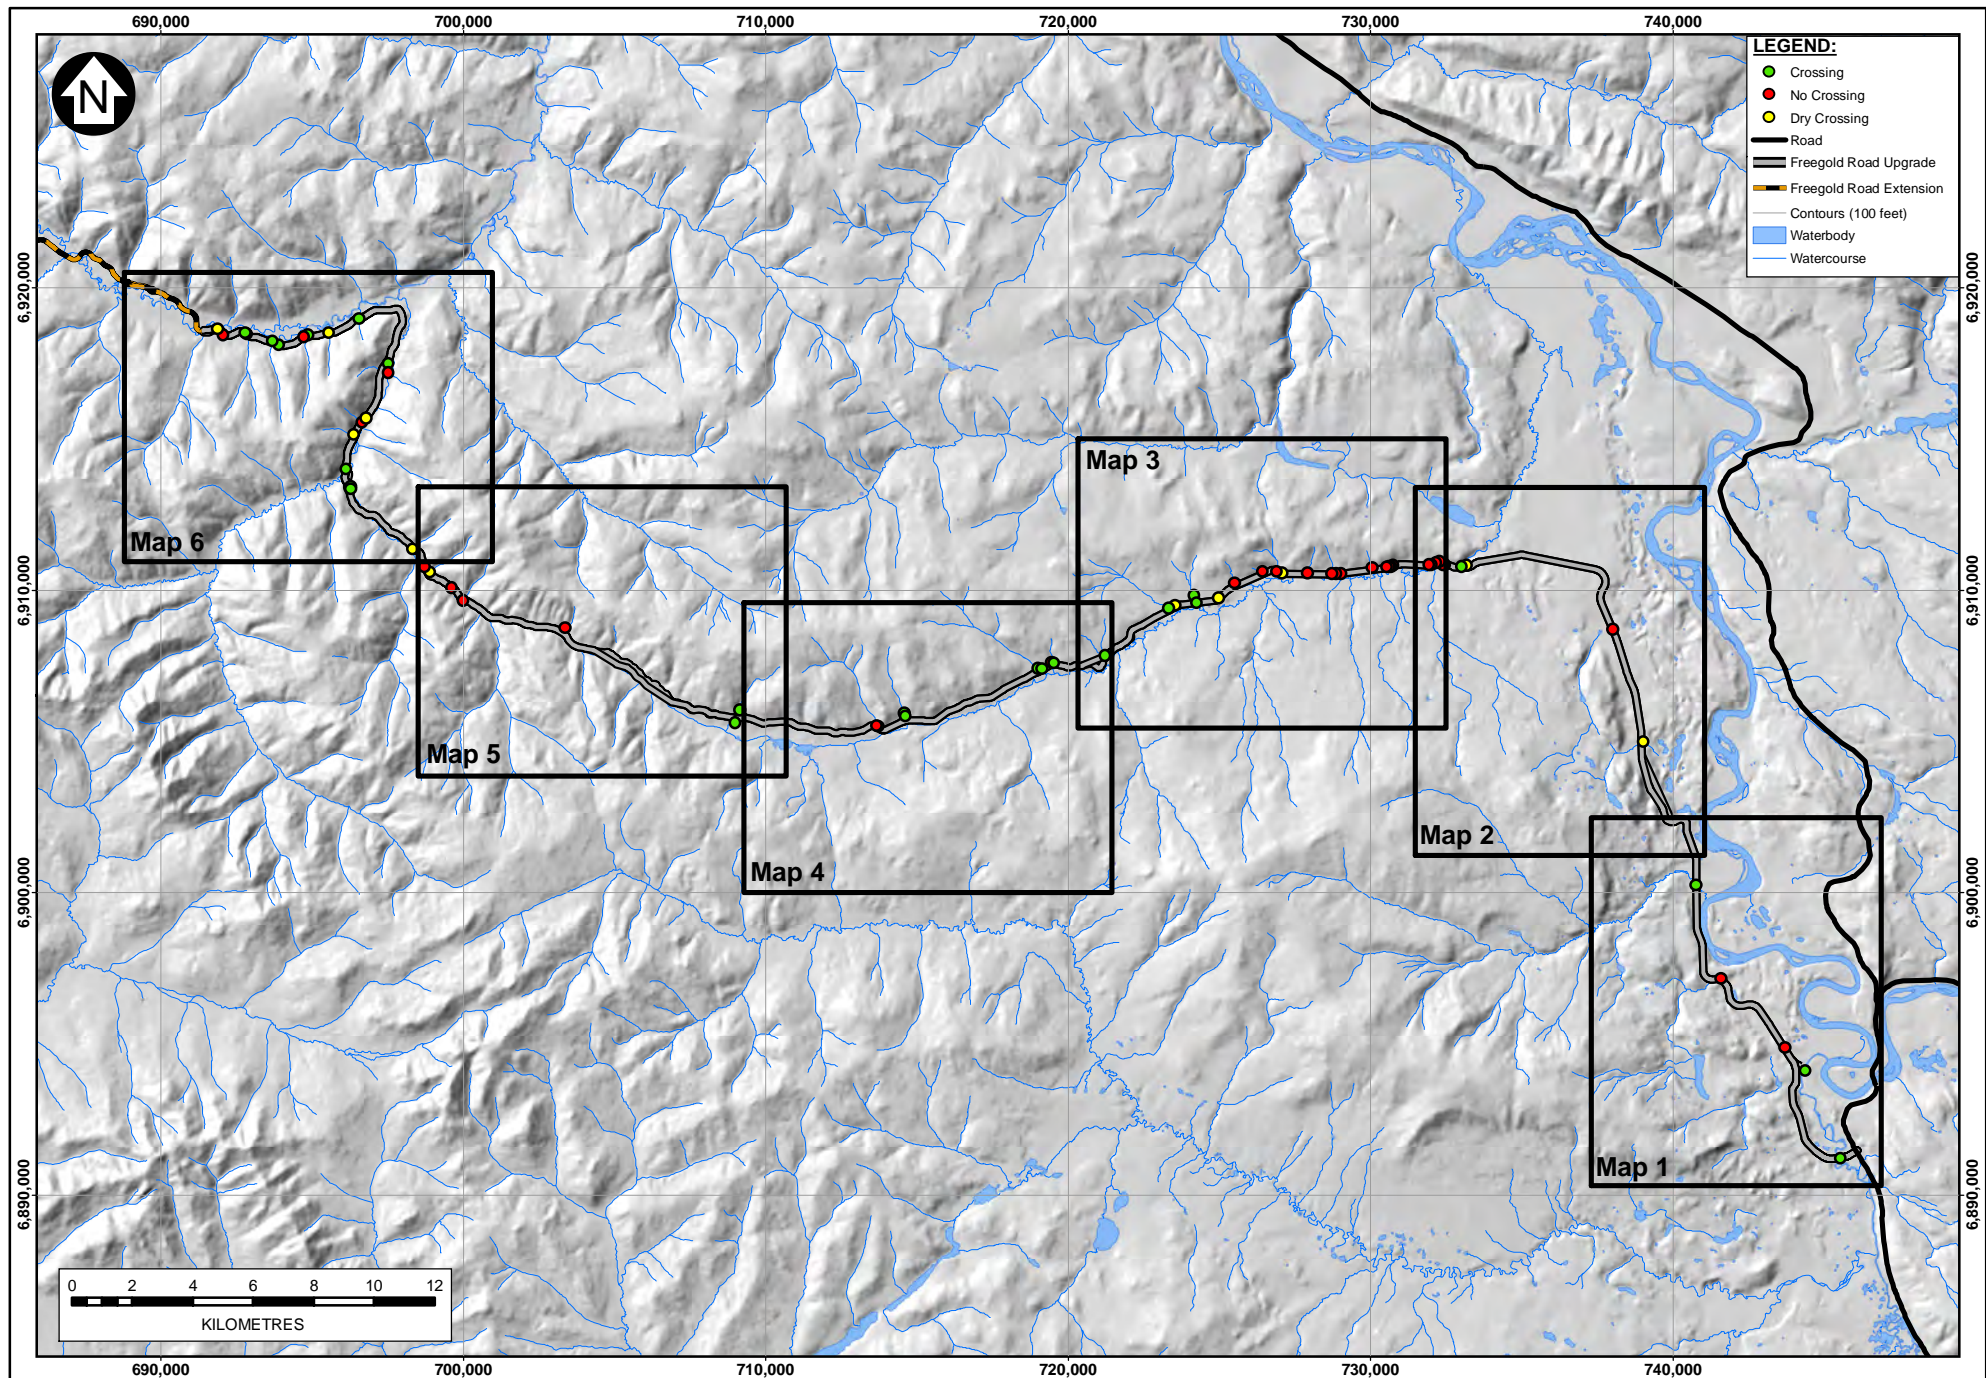 690,000 700,000 710,000 720,000 730,000 740,000
N
LEGEND:
Crossing
No Crossing
Dry Crossing
Road
Freegold Road Upgrade
Freegold Road Extension
Contours (100 feet)
Waterbody
Watercourse
6,920,000 6,920,000
Map 3
Map 6
6,910,000 6,910,000
Map 5
Map 2
Map 4
6,900,000 6,900,000
Map 1
6,890,000 6,890,000
0 2 4 6 8 10 12
KILOMETRES
690,000 700,000 710,000 720,000 730,000 740,000